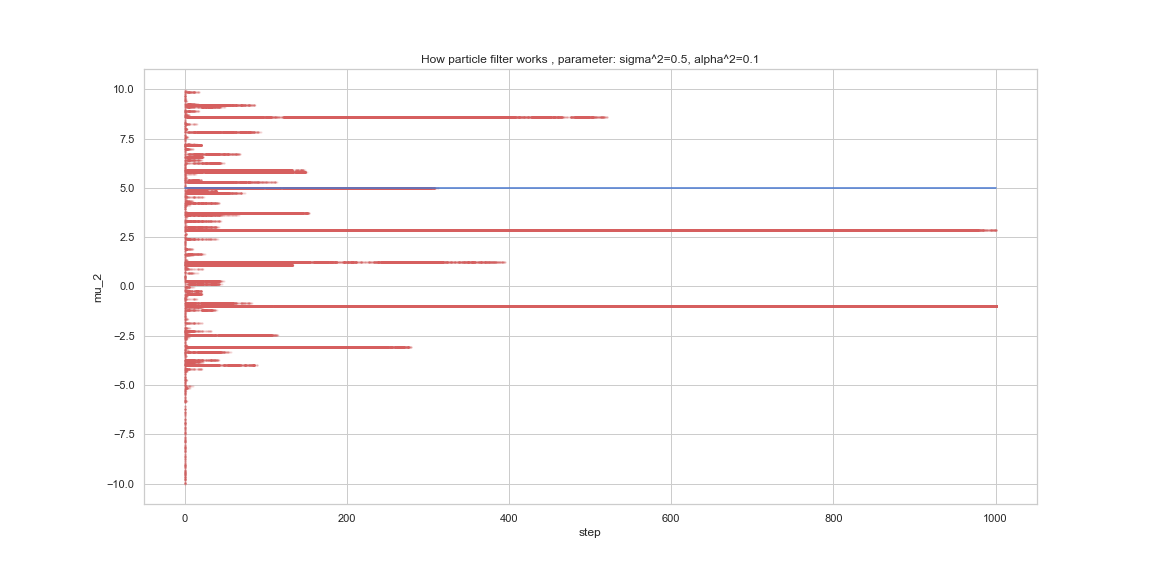 How particle filter works , parameter: sigma^2=0.5, alpha^2=0.1
10.0
7.5
5.0
2.5
0.0
−2.5
−5.0
−7.5
−10.0
mu_2
0 200 400 600 800 1000
step